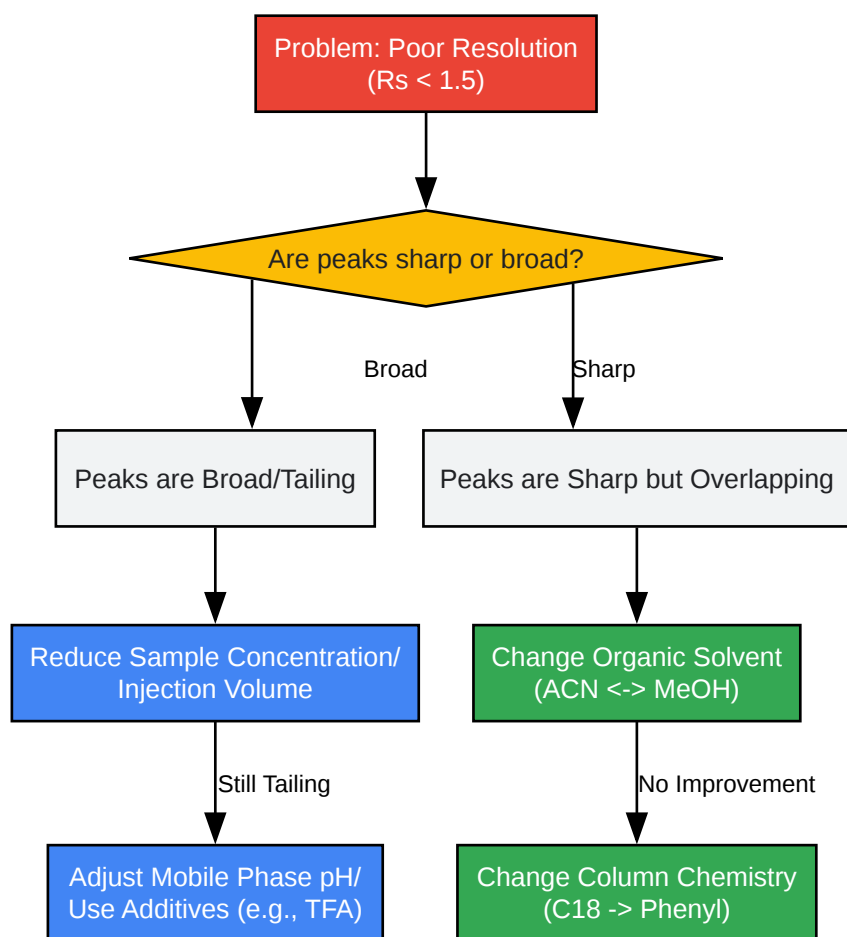 Problem: Poor Resolution
(Rs < 1.5)
Are peaks sharp or broad?
Broad
Sharp
Peaks are Broad/Tailing
Peaks are Sharp but Overlapping
Reduce Sample Concentration/
Injection Volume
Change Organic Solvent
(ACN <-> MeOH)
Still Tailing
No Improvement
Adjust Mobile Phase pH/
Use Additives (e.g., TFA)
Change Column Chemistry
(C18 -> Phenyl)